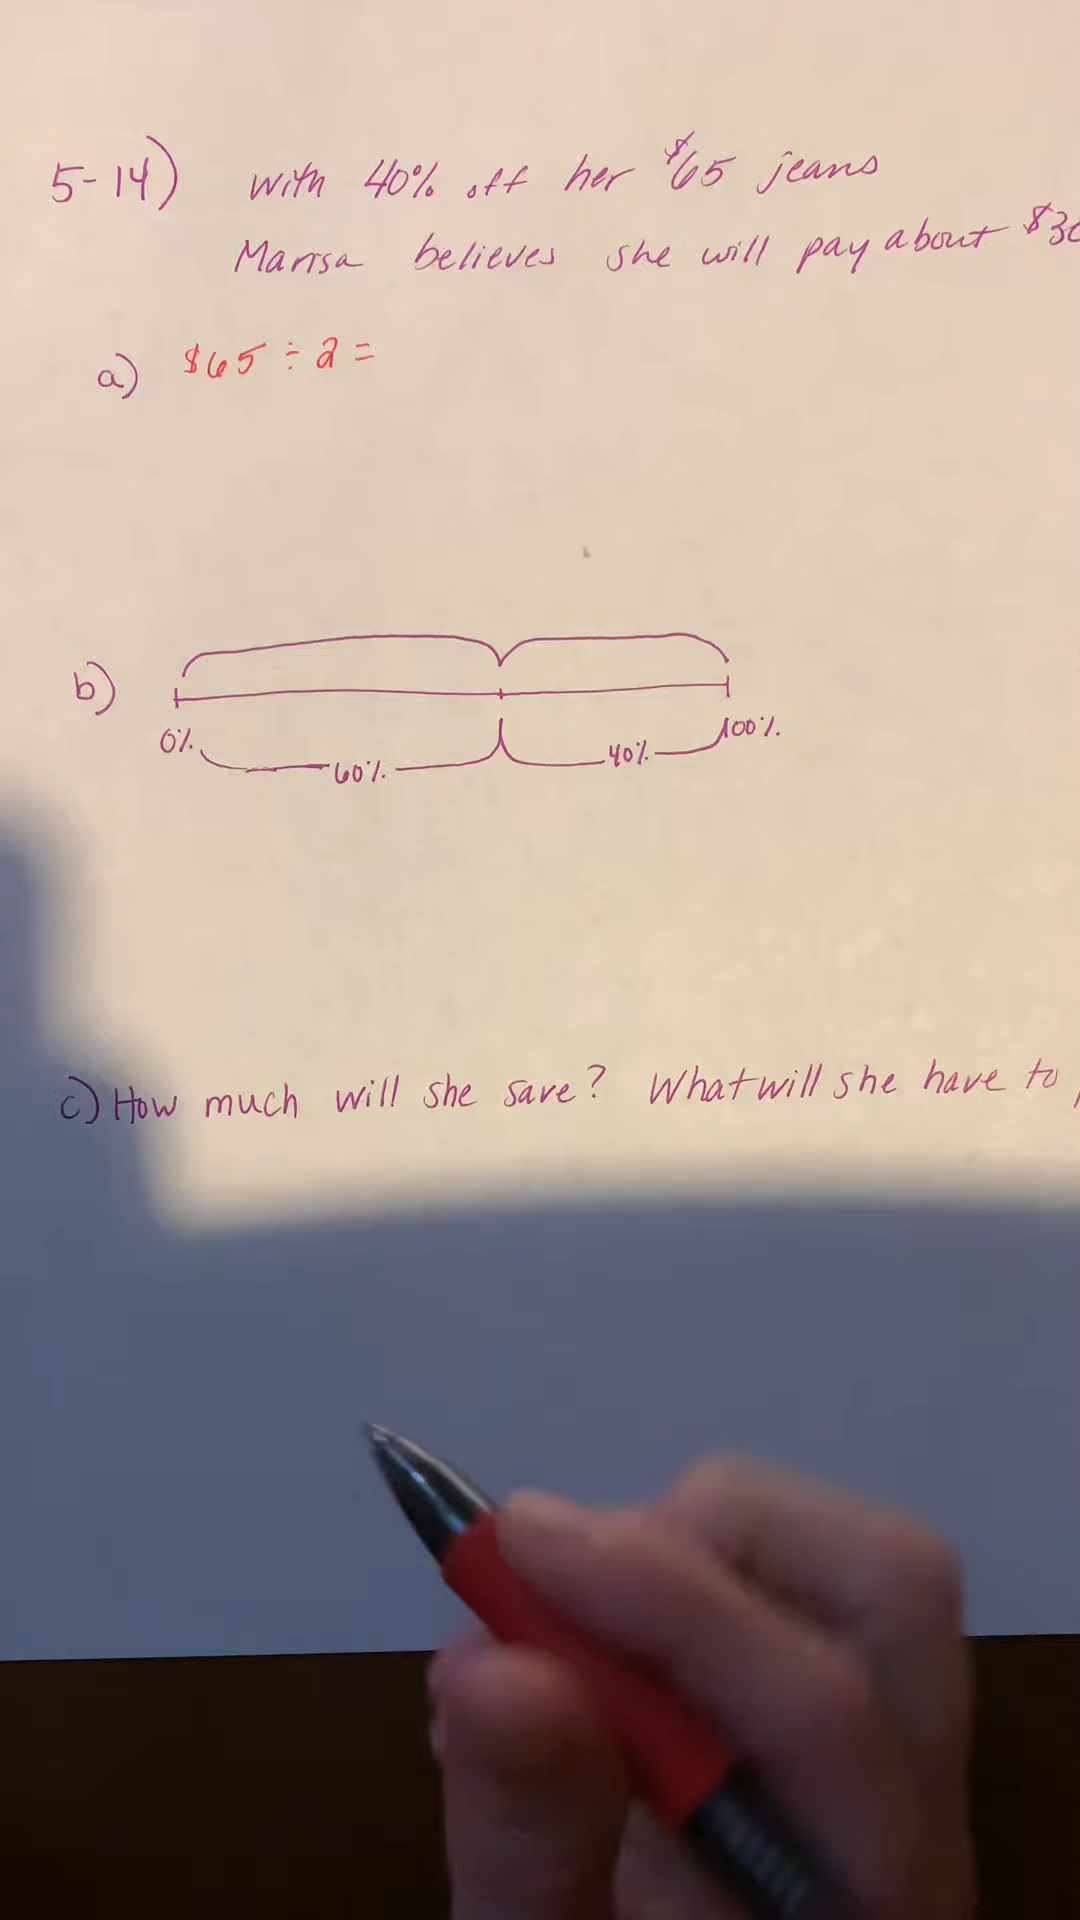 5-14) with 40% off her $65 jeans
Marisa believes she will pay about $30
a) $65 ÷ 2 =
b)
0% 60% 40% 100%
c) How much will she save? What will she have to